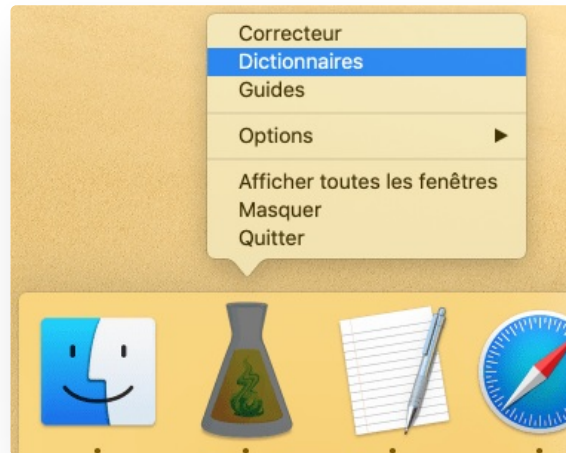 Correcteur
Dictionnaires
Guides
Options
Afficher toutes les fenêtres
Masquer
Quitter